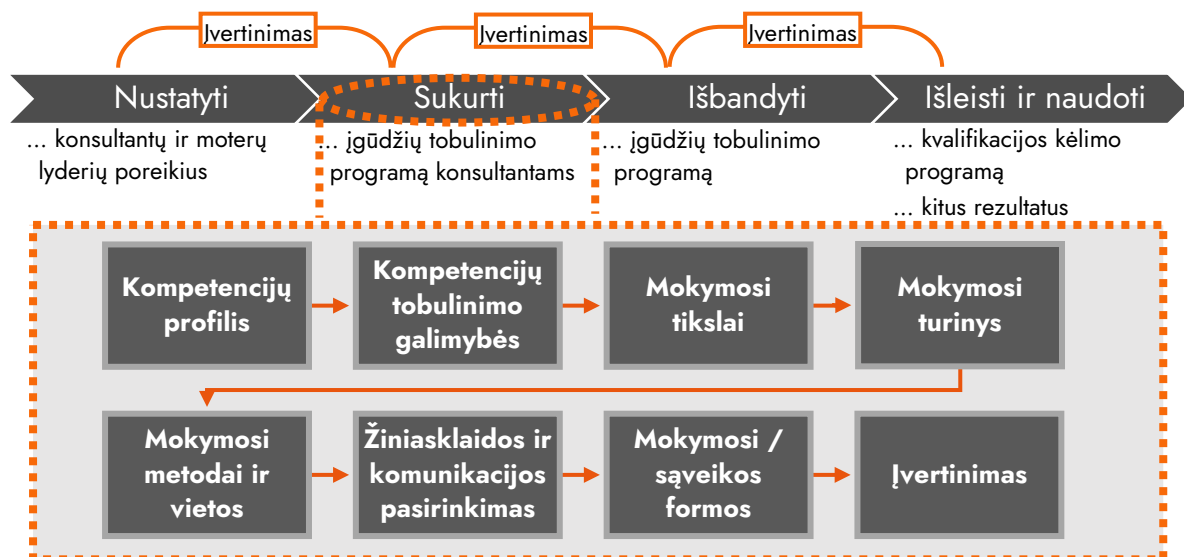 Įvertinimas
Įvertinimas
Įvertinimas
Nustatyti
Sukurti
Išbandyti
Išleisti ir naudoti
... konsultantų ir moterų
lyderių poreikius
... įgūdžių tobulinimo
programą konsultantams
... įgūdžių tobulinimo
programą
... kvalifikacijos kėlimo
programą
... kitus rezultatus
Kompetencijų
profilis
Kompetencijų
tobulinimo
galimybės
Mokymosi
tikslai
Mokymosi
turinys
Mokymosi
metodai ir
vietos
Žiniasklaidos ir
komunikacijos
pasirinkimas
Mokymosi /
sąveikos
formos
Įvertinimas